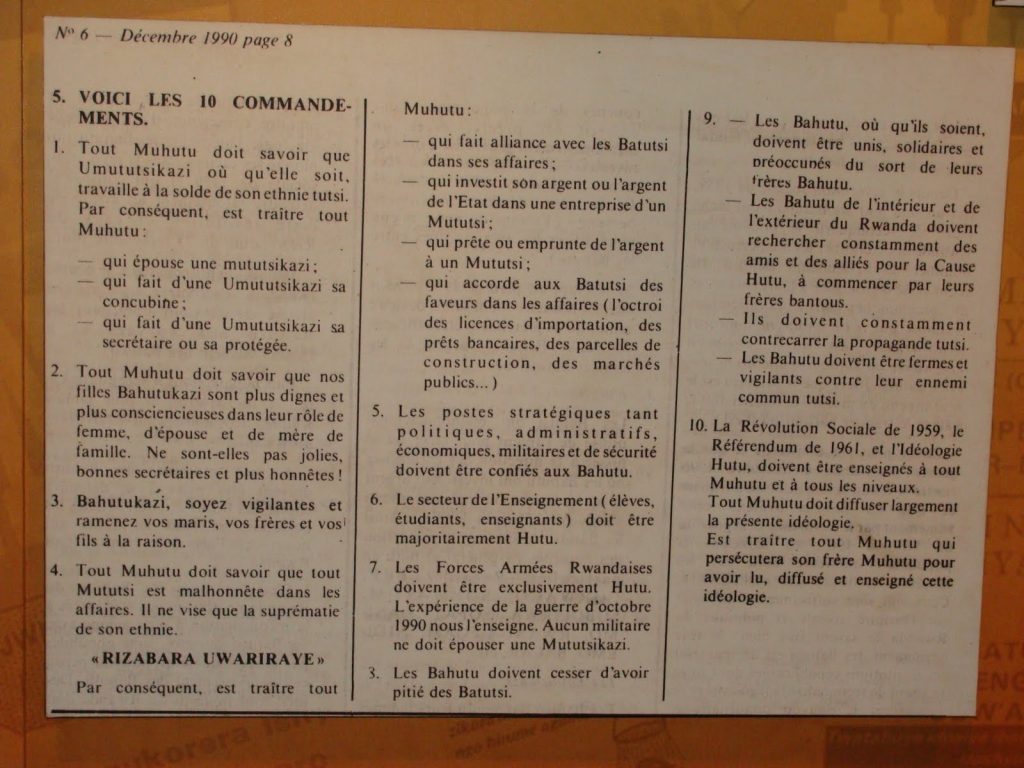 Nº 6 — Décembre 1990 page 8
5. VOICI LES 10 COMMANDE-
MENTS.
1. Tout Muhutu doit savoir que
Umututsikazi où qu'elle soit,
travaille à la solde de son ethnie tutsi.
Par conséquent, est traître tout
Muhutu :
— qui épouse une mututsikazi ;
— qui fait d'une Umututsikazi sa
concubine ;
— qui fait d'une Umututsikazi sa
secrétaire ou sa protégée.
2. Tout Muhutu doit savoir que nos
filles Bahutukazi sont plus dignes et
plus consciencieuses dans leur rôle de
femme, d'épouse et de mère de
famille. Ne sont-elles pas jolies,
bonnes secrétaires et plus honnêtes !
3. Bahutukazi, soyez vigilantes et
ramenez vos maris, vos frères et vos
fils à la raison.
4. Tout Muhutu doit savoir que tout
Mututsi est malhonnête dans les
affaires. Il ne vise que la suprématie
de son ethnie.
« RIZABARA UWARIRAYE »
Par conséquent, est traître tout
Muhutu :
— qui fait alliance avec les Batutsi
dans ses affaires ;
— qui investit son argent ou l'argent
de l'Etat dans une entreprise d'un
Mututsi ;
— qui prête ou emprunte de l'argent
à un Mututsi ;
— qui accorde aux Batutsi des
faveurs dans les affaires ( l'octroi
des licences d'importation, des
prêts bancaires, des parcelles de
construction, des marchés
publics... )
5. Les postes stratégiques tant
politiques, administratifs,
économiques, militaires et de sécurité
doivent être confiés aux Bahutu.
6. Le secteur de l'Enseignement ( élèves,
étudiants, enseignants ) doit être
majoritairement Hutu.
7. Les Forces Armées Rwandaises
doivent être exclusivement Hutu.
L'expérience de la guerre d'octobre
1990 nous l'enseigne. Aucun militaire
ne doit épouser une Mututsikazi.
8. Les Bahutu doivent cesser d'avoir
pitié des Batutsi.
9. — Les Bahutu, où qu'ils soient,
doivent être unis, solidaires et
préoccupés du sort de leurs
frères Bahutu.
— Les Bahutu de l'intérieur et de
l'extérieur du Rwanda doivent
rechercher constamment des
amis et des alliés pour la Cause
Hutu, à commencer par leurs
frères bantous.
— Ils doivent constamment
contrecarrer la propagande tutsi.
— Les Bahutu doivent être fermes et
vigilants contre leur ennemi
commun tutsi.
10. La Révolution Sociale de 1959, le
Référendum de 1961, et l'Idéologie
Hutu, doivent être enseignés à tout
Muhutu et à tous les niveaux.
Tout Muhutu doit diffuser largement
la présente idéologie.
Est traître tout Muhutu qui
persécutera son frère Muhutu pour
avoir lu, diffusé et enseigné cette
idéologie.